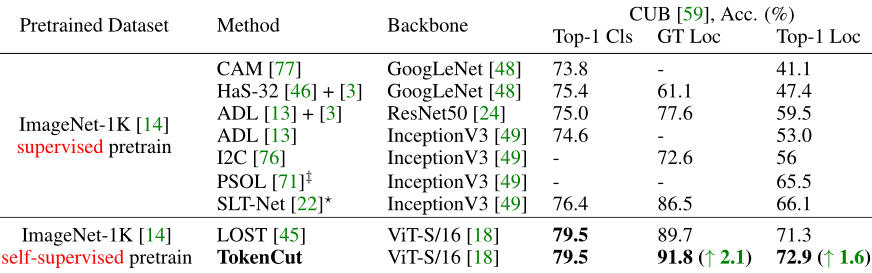 Pretrained Dataset Method Backbone CUB [59], Acc. (%)
Top-1 Cls GT Loc Top-1 Loc
ImageNet-1K [14] supervised pretrain
CAM [77] GoogLeNet [48] 73.8 - 41.1
HaS-32 [46] + [3] GoogLeNet [48] 75.4 61.1 47.4
ADL [13] + [3] ResNet50 [24] 75.0 77.6 59.5
ADL [13] InceptionV3 [49] 74.6 - 53.0
I2C [76] InceptionV3 [49] - 72.6 56
PSOL [71]‡ InceptionV3 [49] - - 65.5
SLT-Net [22]* InceptionV3 [49] 76.4 86.5 66.1
ImageNet-1K [14] LOST [45] ViT-S/16 [18] 79.5 89.7 71.3
self-supervised pretrain TokenCut ViT-S/16 [18] 79.5 91.8 (↑ 2.1) 72.9 (↑ 1.6)